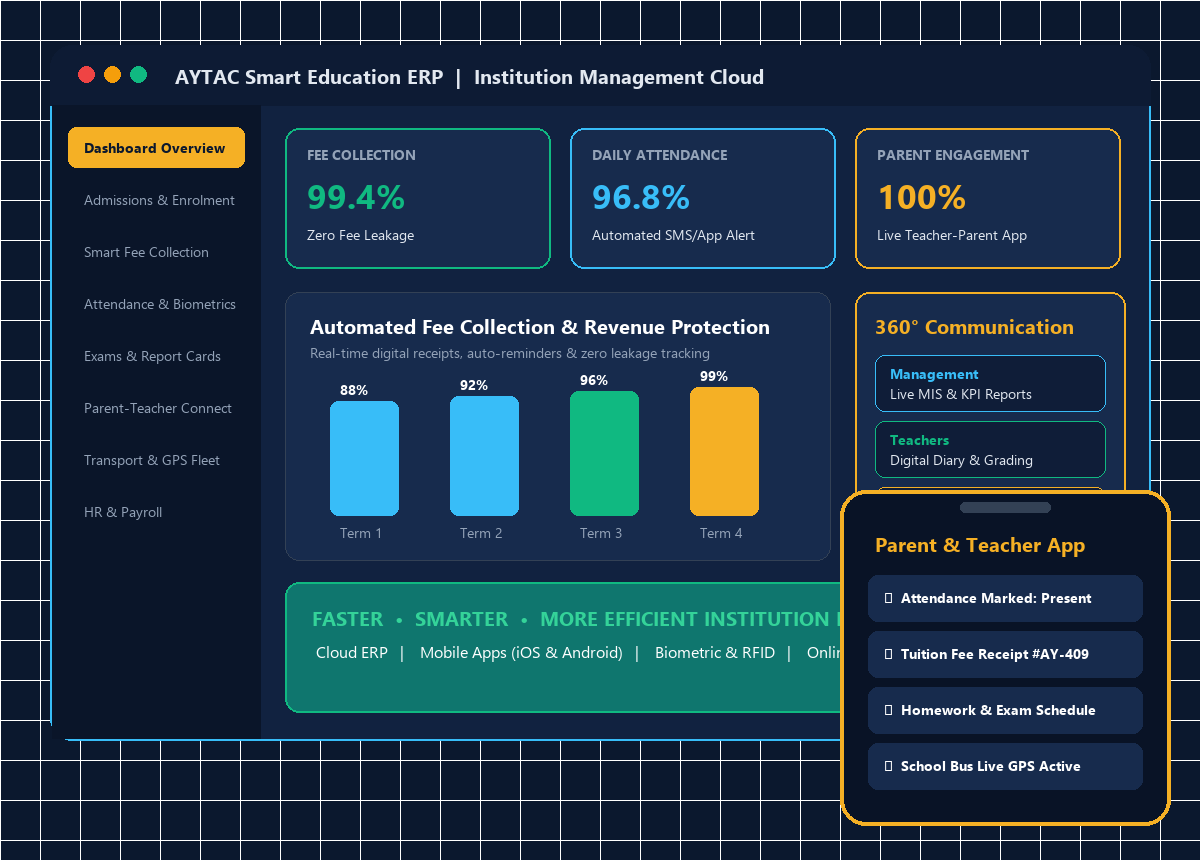 AYTAC Smart Education ERP | Institution Management Cloud
Dashboard Overview
Admissions & Enrolment
Smart Fee Collection
Attendance & Biometrics
Exams & Report Cards
Parent-Teacher Connect
Transport & GPS Fleet
HR & Payroll
FEE COLLECTION
99.4%
Zero Fee Leakage
DAILY ATTENDANCE
96.8%
Automated SMS/App Alert
PARENT ENGAGEMENT
100%
Live Teacher-Parent App
Automated Fee Collection & Revenue Protection
Real-time digital receipts, auto-reminders & zero leakage tracking
88%
92%
96%
99%
Term 1
Term 2
Term 3
Term 4
360° Communication
Management
Live MIS & KPI Reports
Teachers
Digital Diary & Grading
FASTER • SMARTER • MORE EFFICIENT INSTITUTION
Cloud ERP | Mobile Apps (iOS & Android) | Biometric & RFID |
Parent & Teacher App
Attendance Marked: Present
Tuition Fee Receipt #AY-409
Homework & Exam Schedule
School Bus Live GPS Active